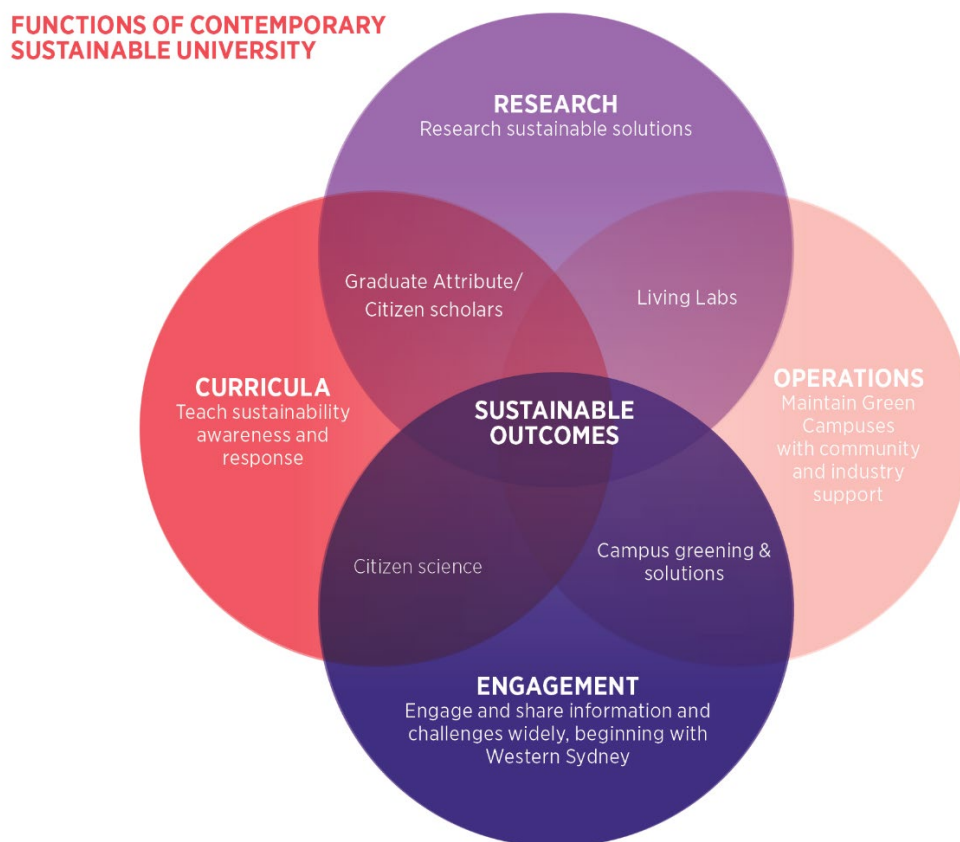 FUNCTIONS OF CONTEMPORARY
SUSTAINABLE UNIVERSITY
RESEARCH
Research sustainable solutions
Graduate Attribute/
Citizen scholars
Living Labs
CURRICULA
Teach sustainability
awareness and
response
SUSTAINABLE
OUTCOMES
OPERATIONS
Maintain Green
Campuses
with community
and industry
support
Citizen science
Campus greening &
solutions
ENGAGEMENT
Engage and share information and
challenges widely, beginning with
Western Sydney